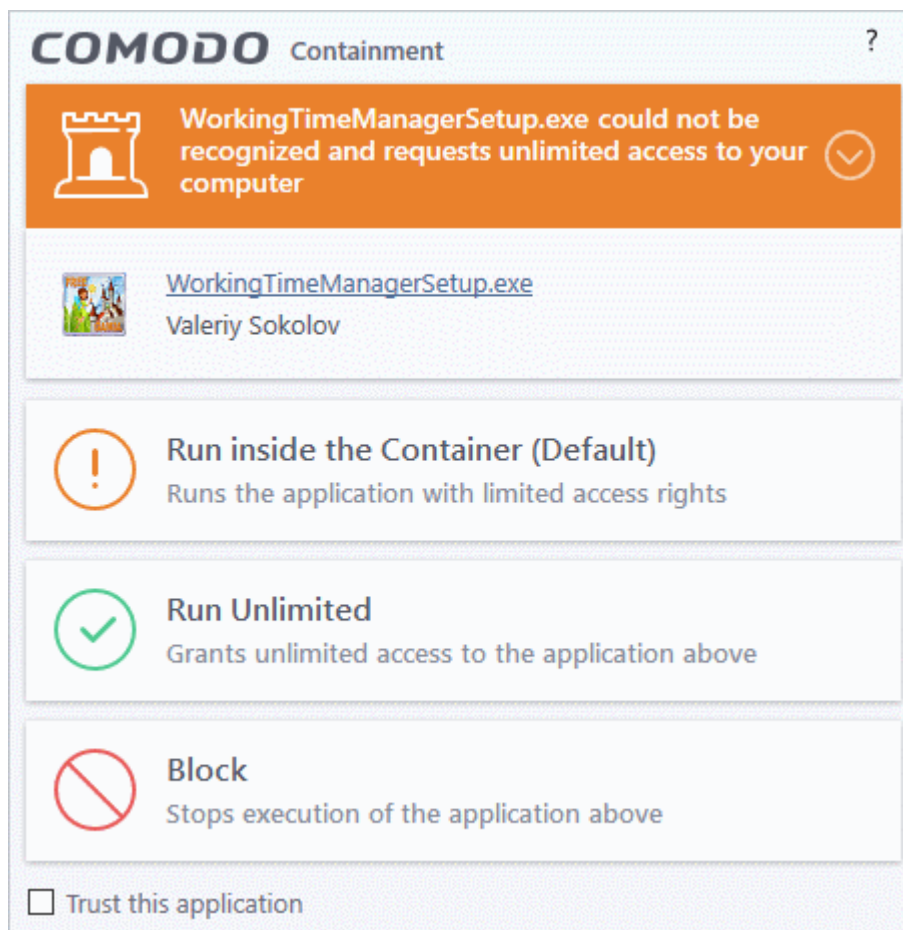 COMODO Containment ?
WorkingTimeManagerSetup.exe could not be
recognized and requests unlimited access to your
computer
WorkingTimeManagerSetup.exe
Valeriy Sokolov
Run inside the Container (Default)
Runs the application with limited access rights
Run Unlimited
Grants unlimited access to the application above
Block
Stops execution of the application above
Trust this application